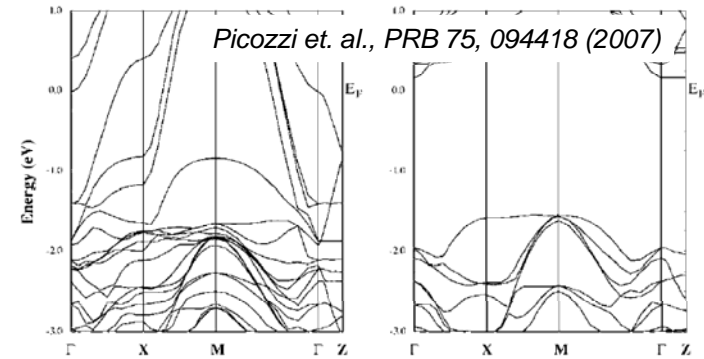 1.0 1.0
Picozzi et. al., PRB 75, 094418 (2007)
0.0 E_F 0.0 E_F
Energy (eV)
-1.0 -1.0
-2.0 -2.0
-3.0 -3.0
Γ X M Γ Z Γ X M Γ Z